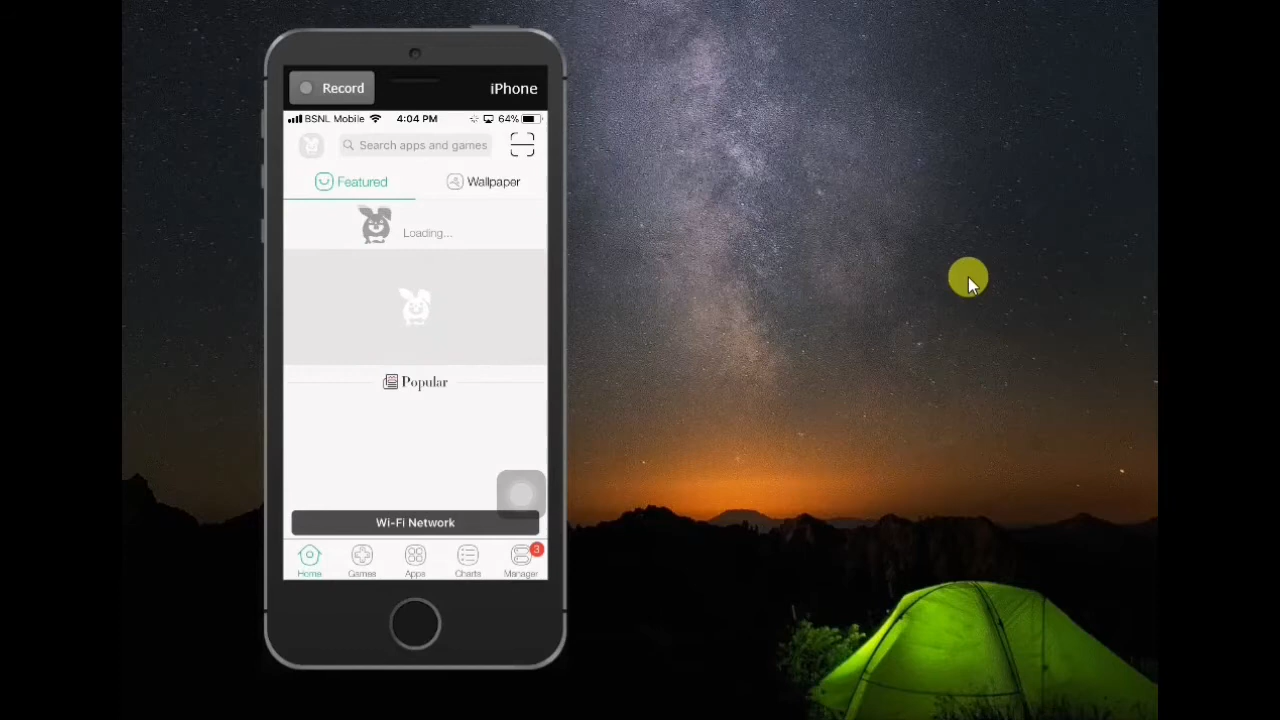 Record
iPhone
BSNL Mobile 4:04 PM 64%
Search apps and games
Featured Wallpaper
Loading...
Popular
Wi-Fi Network
3
Home Games Apps Charts Manager